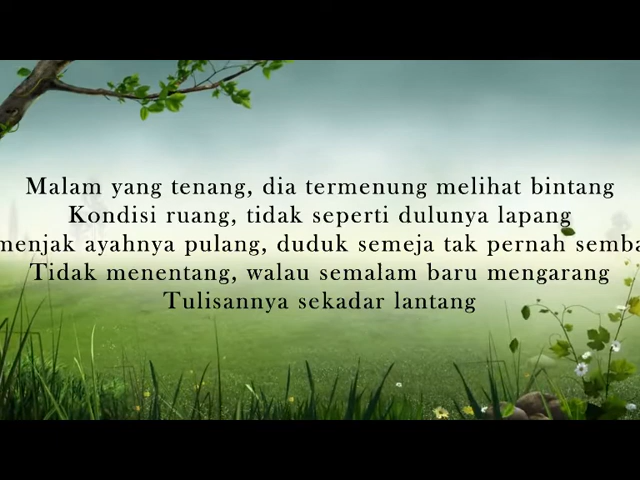 Malam yang tenang, dia termenung melihat bintang
Kondisi ruang, tidak seperti dulunya lapang
menjak ayahnya pulang, duduk semeja tak pernah semba
Tidak menentang, walau semalam baru mengarang
Tulisannya sekadar lantang